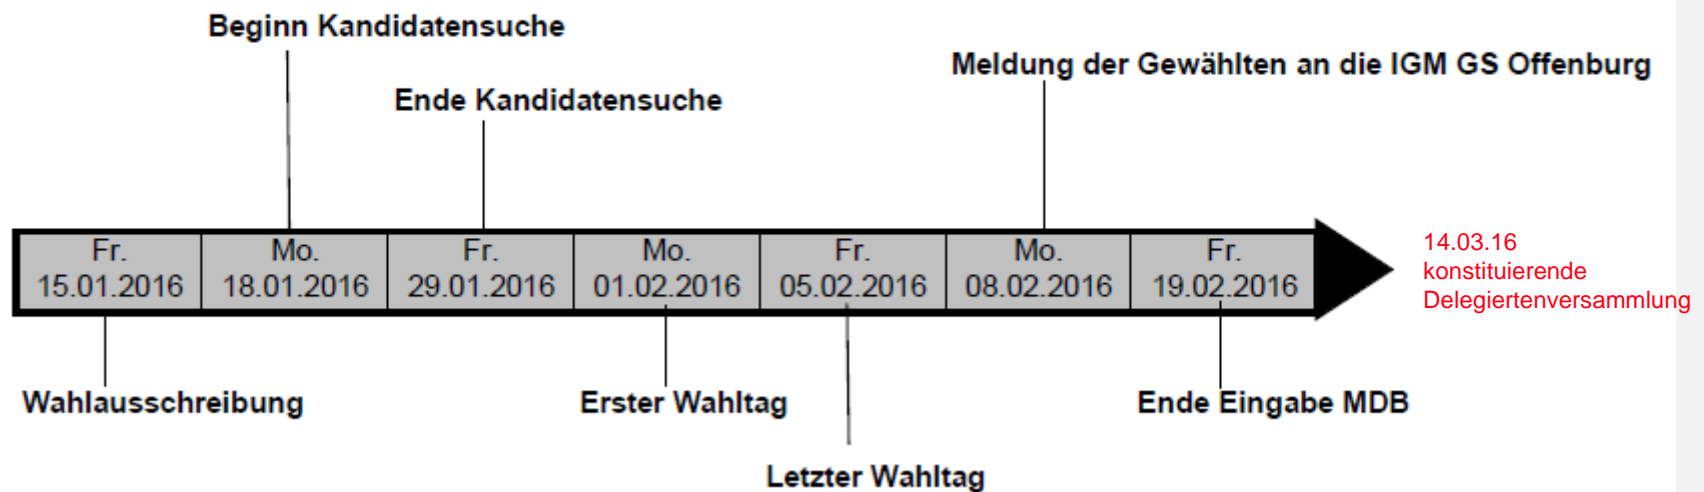 Beginn Kandidatensuche
Meldung der Gewählten an die IGM GS Offenburg
Ende Kandidatensuche
Fr. Mo. Fr. Mo. Fr. Mo. Fr.
15.01.2016 18.01.2016 29.01.2016 01.02.2016 05.02.2016 08.02.2016 19.02.2016
14.03.16
konstituierende
Delegiertenversammlung
Wahlausschreibung
Erster Wahltag
Ende Eingabe MDB
Letzter Wahltag